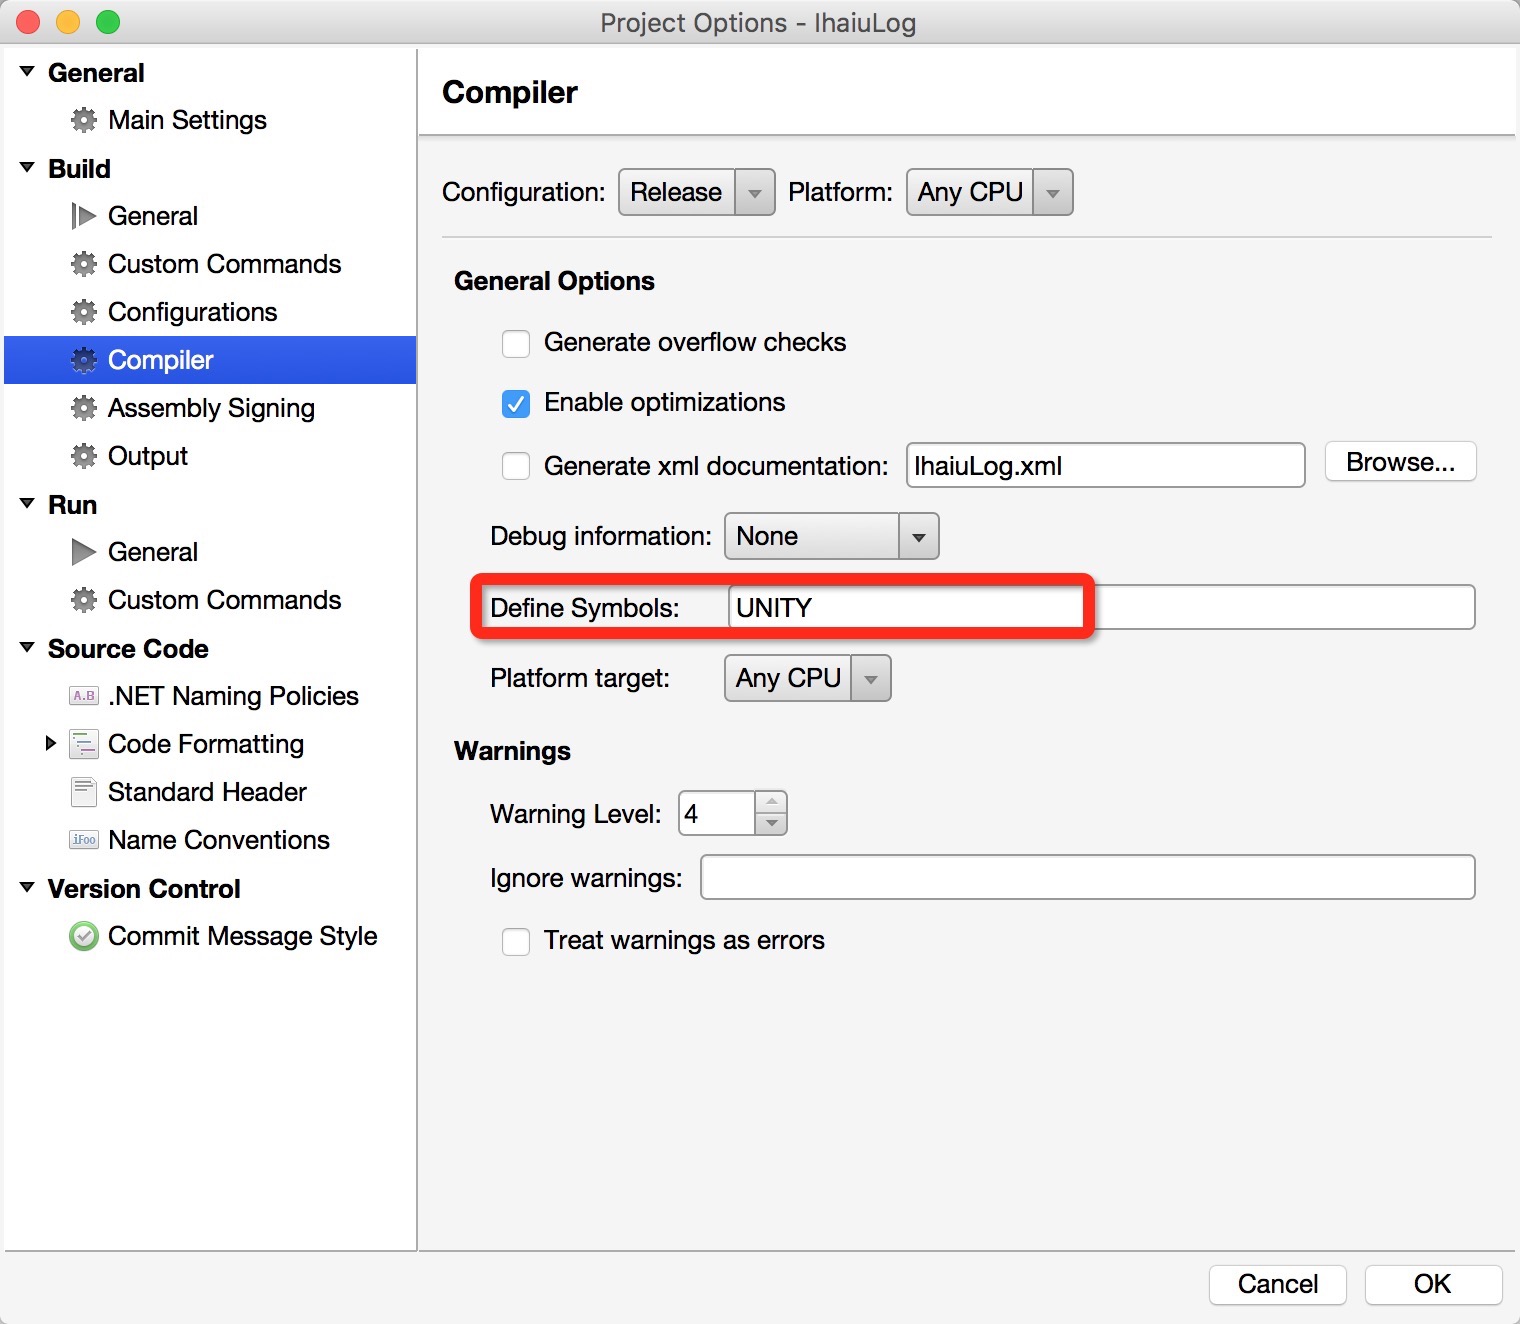 Project Options - IhaiuLog
General
Main Settings
Build
General
Custom Commands
Configurations
Compiler
Assembly Signing
Output
Run
General
Custom Commands
Source Code
A.B .NET Naming Policies
Code Formatting
Standard Header
iFoo Name Conventions
Version Control
Commit Message Style
Compiler
Configuration: Release Platform: Any CPU
General Options
Generate overflow checks
Enable optimizations
Generate xml documentation: IhaiuLog.xml Browse...
Debug information: None
Define Symbols: UNITY
Platform target: Any CPU
Warnings
Warning Level: 4
Ignore warnings:
Treat warnings as errors
Cancel OK